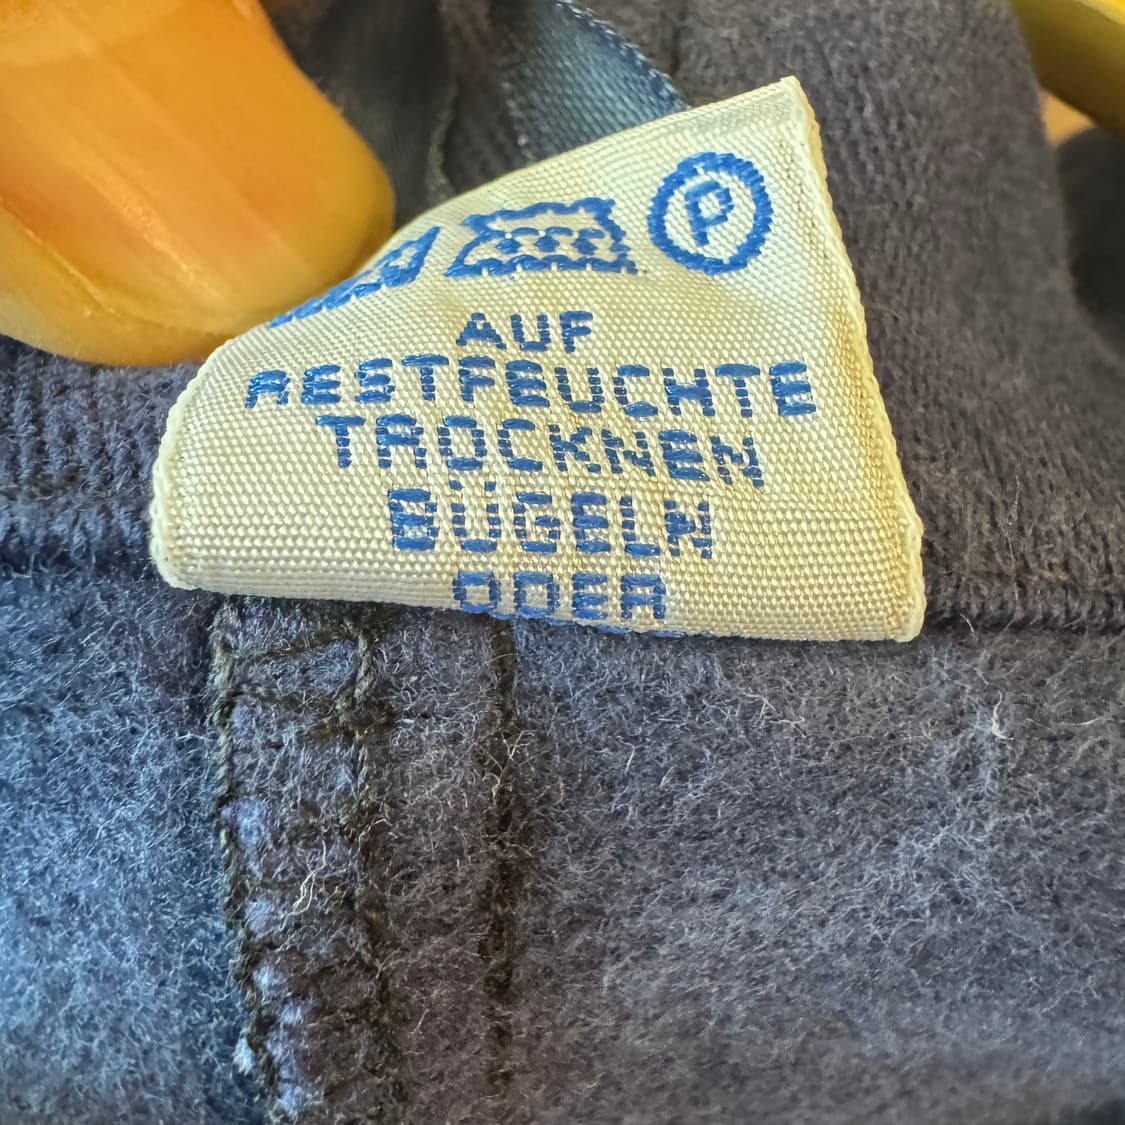 P
AUF
RESTFEUCHTE
TROCKNEN
BÜGELN
ODER